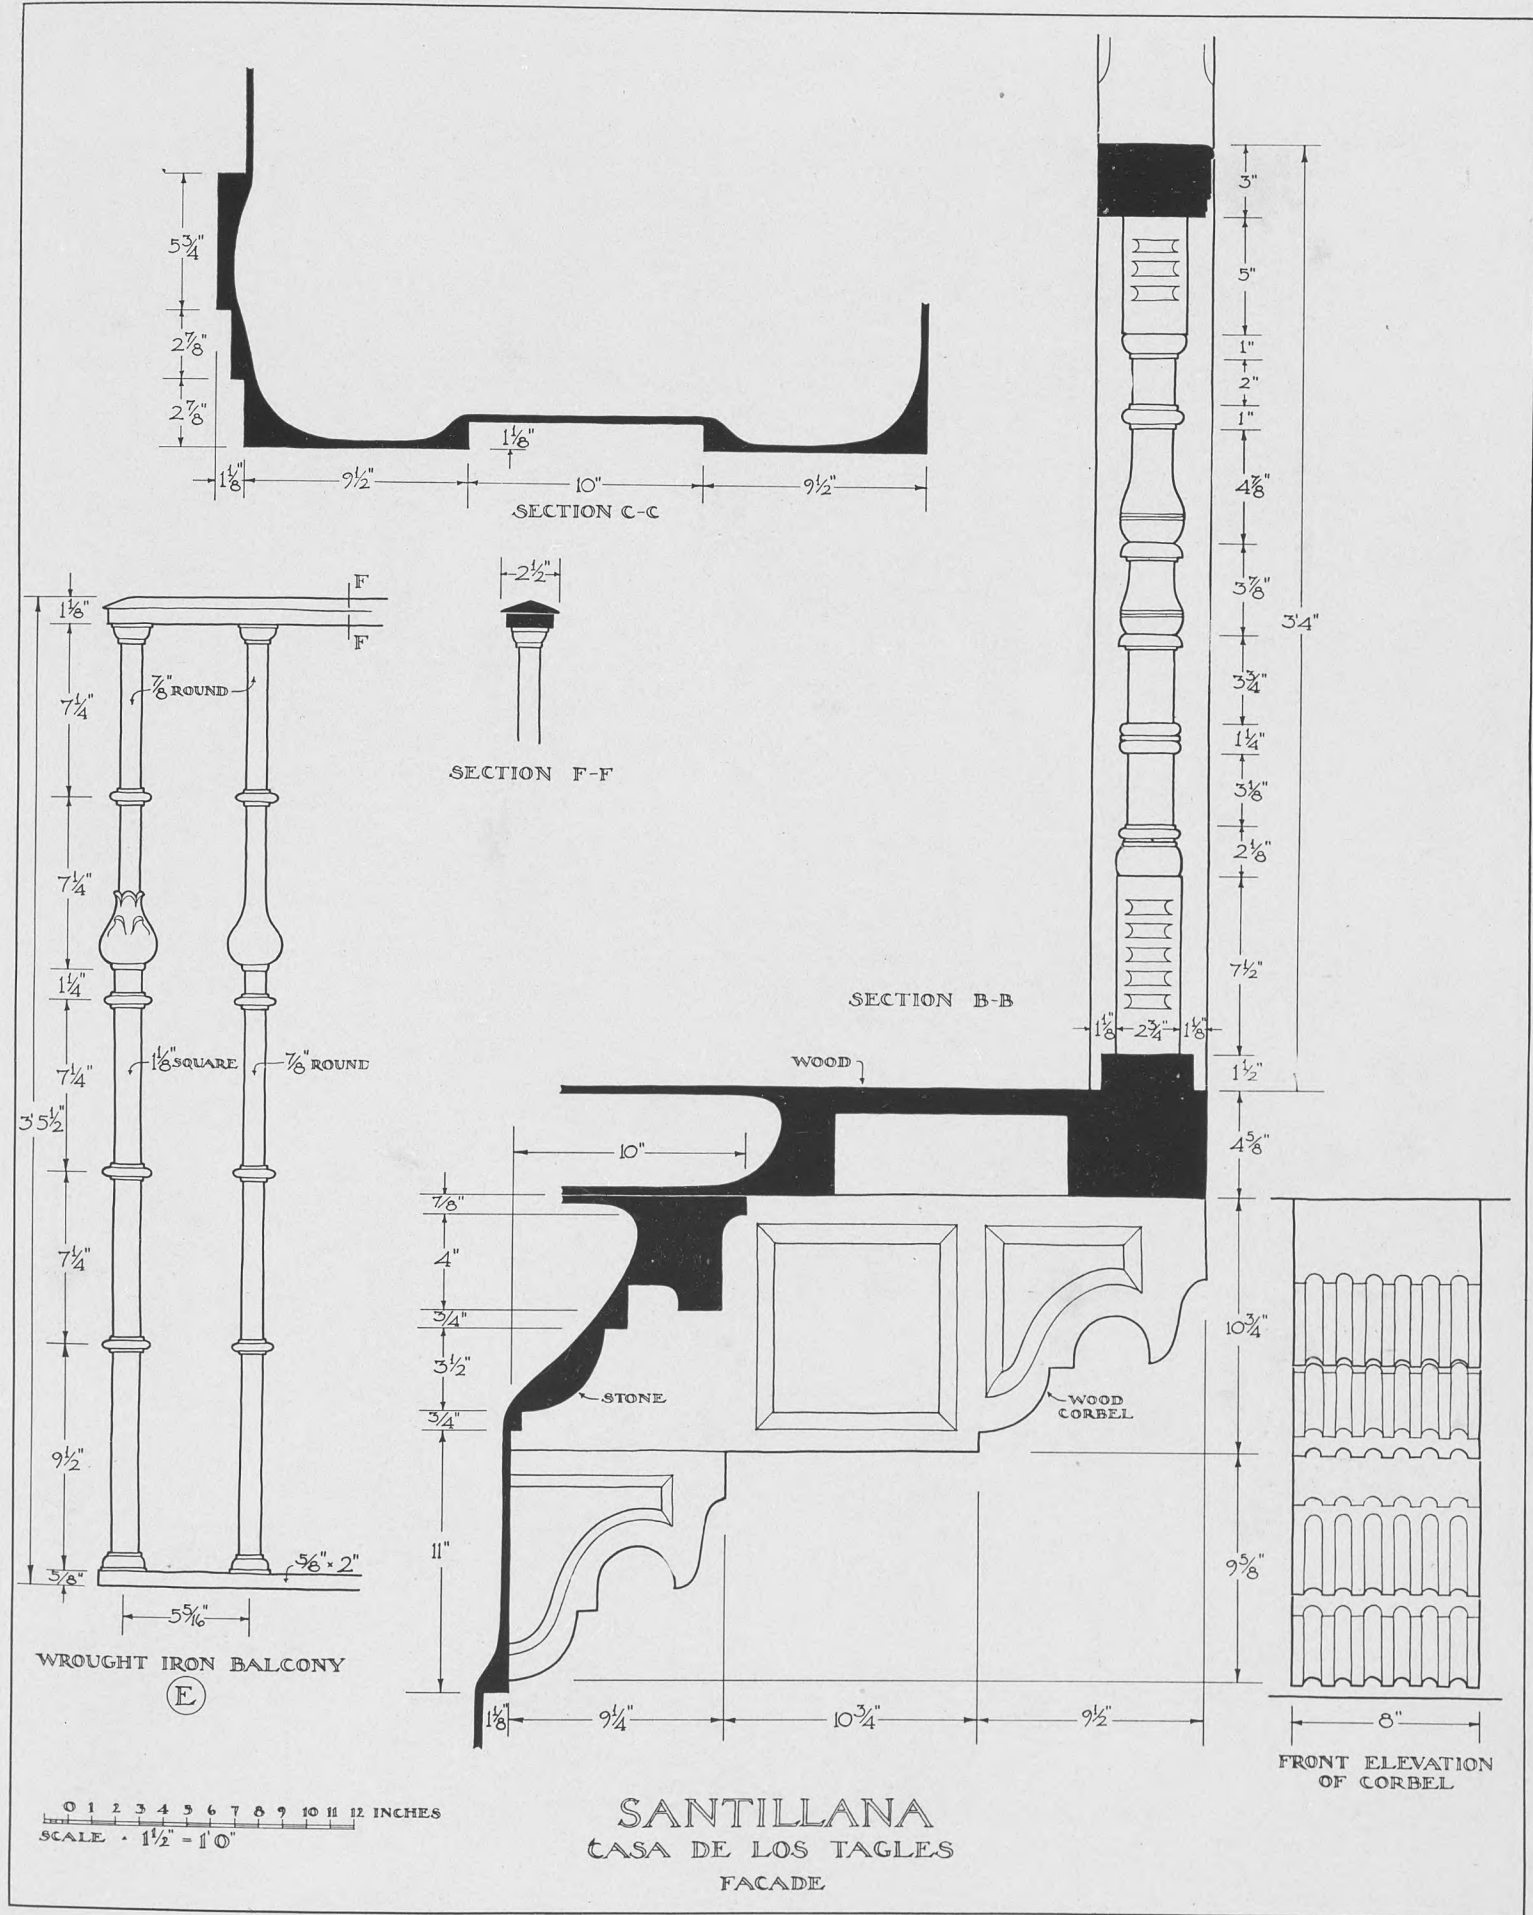 5¾"
2⅞"
2⅞"
1⅛"
9½"
1⅛"
10"
9½"
SECTION C-C
3"
5"
1"
2"
1"
4⅞"
3⅞"
3¾"
1¼"
3⅛"
2⅛"
7½"
1½"
4⅝"
10¾"
9⅝"
3'4"
1⅛" 2¾" 1⅛"
F
F
1⅛"
7¼"
7¼"
1¼"
7¼"
7¼"
9½"
5/8"
3'5½"
7/8" ROUND
1⅛" SQUARE
7/8" ROUND
5/8" × 2"
5 5/16"
WROUGHT IRON BALCONY
E
2½"
SECTION F-F
SECTION B-B
WOOD
10"
7/8"
4"
3/4"
3½"
3/4"
11"
STONE
WOOD
CORBEL
1⅛" 9¼" 10¾" 9½"
8"
FRONT ELEVATION
OF CORBEL
0 1 2 3 4 5 6 7 8 9 10 11 12 INCHES
SCALE · 1½" = 1'0"
SANTILLANA
CASA DE LOS TAGLES
FACADE